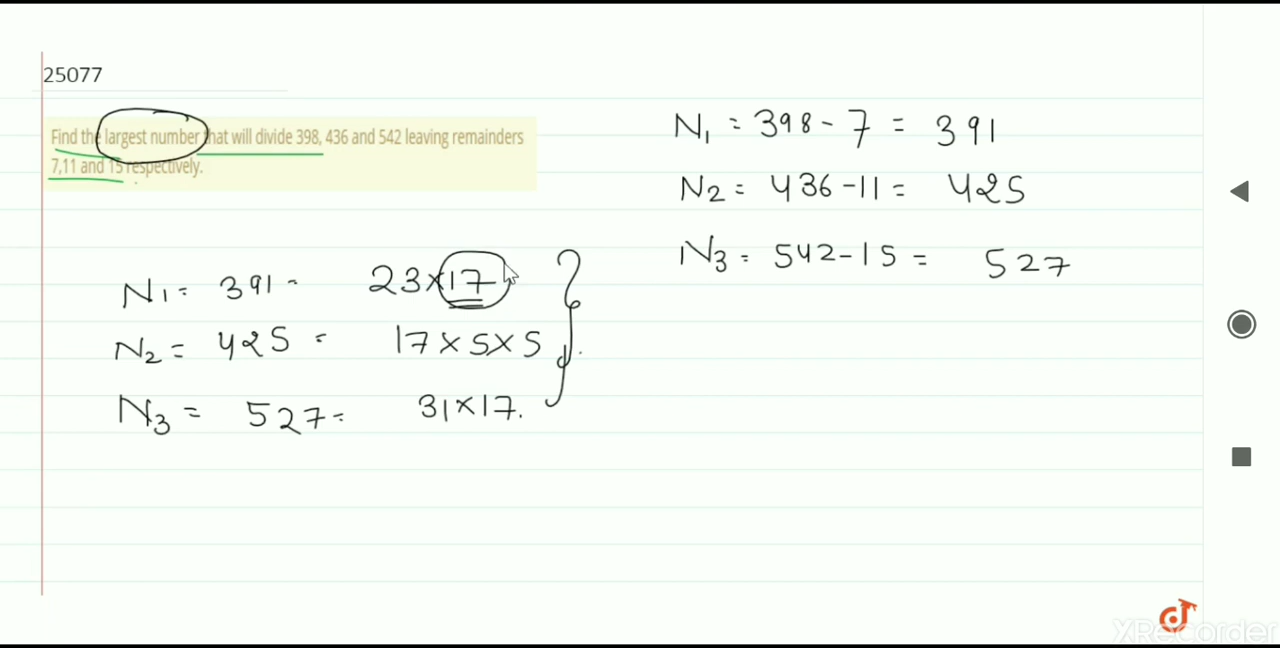 25077
Find the largest number that will divide 398, 436 and 542 leaving remainders
7,11 and 15 respectively.
N1 = 398 - 7 = 391
N2 = 436 - 11 = 425
N3 = 542 - 15 = 527
N1 = 391 - 23 × 17
N2 = 425 = 17 × 5 × 5
N3 = 527 = 31 × 17.
XRecorder